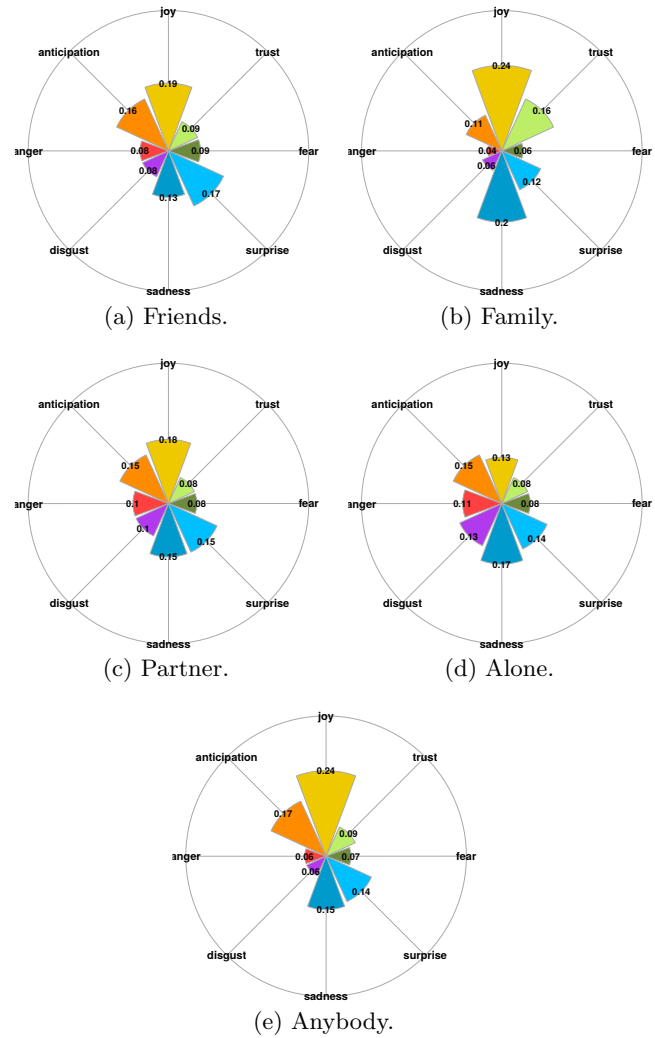 joy
anticipation trust
0.19
0.16
0.09
anger 0.08 0.09 fear
0.08
0.17
0.13
disgust surprise
sadness
(a) Friends.
joy
anticipation trust
0.24
0.16
0.11
anger 0.04 0.06 fear
0.06
0.12
0.2
disgust surprise
sadness
(b) Family.
joy
anticipation trust
0.18
0.15
0.08
anger 0.1 0.08 fear
0.1
0.15
0.15
disgust surprise
sadness
(c) Partner.
joy
anticipation trust
0.13
0.15
0.08
anger 0.11 0.08 fear
0.13 0.14
0.17
disgust surprise
sadness
(d) Alone.
joy
anticipation trust
0.24
0.17
0.09
anger 0.06 0.07 fear
0.06
0.14
0.15
disgust surprise
sadness
(e) Anybody.